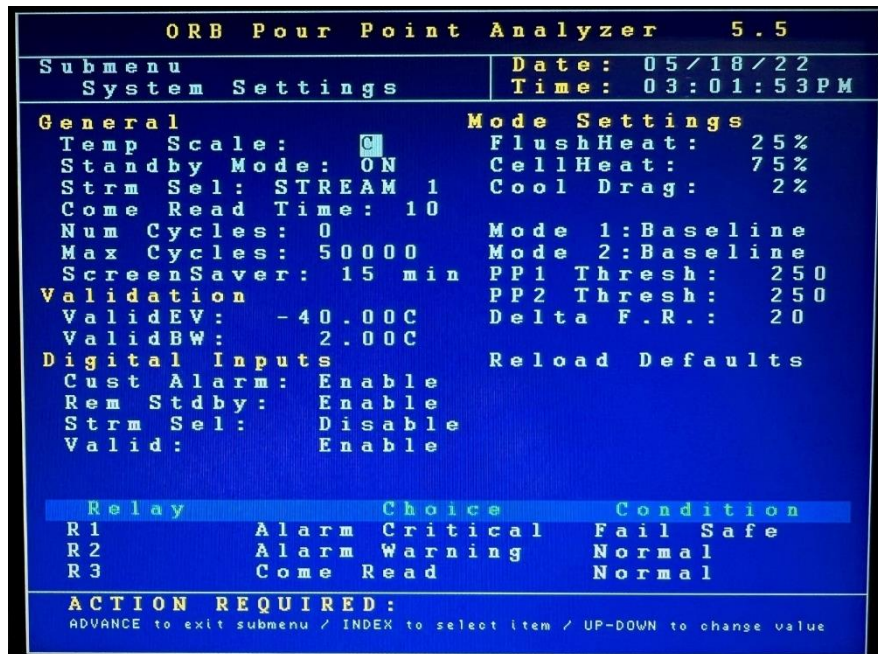 ORB Pour Point Analyzer 5.5
Submenu
System Settings
Date: 05/18/22
Time: 03:01:53PM
General
Temp Scale: C
Standby Mode: ON
Strm Sel: STREAM 1
Come Read Time: 10
Num Cycles: 0
Max Cycles: 50000
ScreenSaver: 15 min
Validation
ValidEV: -40.00C
ValidBW: 2.00C
Digital Inputs
Cust Alarm: Enable
Rem Stdby: Enable
Strm Sel: Disable
Valid: Enable
Mode Settings
FlushHeat: 25%
CellHeat: 75%
Cool Drag: 2%
Mode 1:Baseline
Mode 2:Baseline
PP1 Thresh: 250
PP2 Thresh: 250
Delta F.R.: 20
Reload Defaults
Relay Choice Condition
R1 Alarm Critical Fail Safe
R2 Alarm Warning Normal
R3 Come Read Normal
ACTION REQUIRED:
ADVANCE to exit submenu / INDEX to select item / UP-DOWN to change value